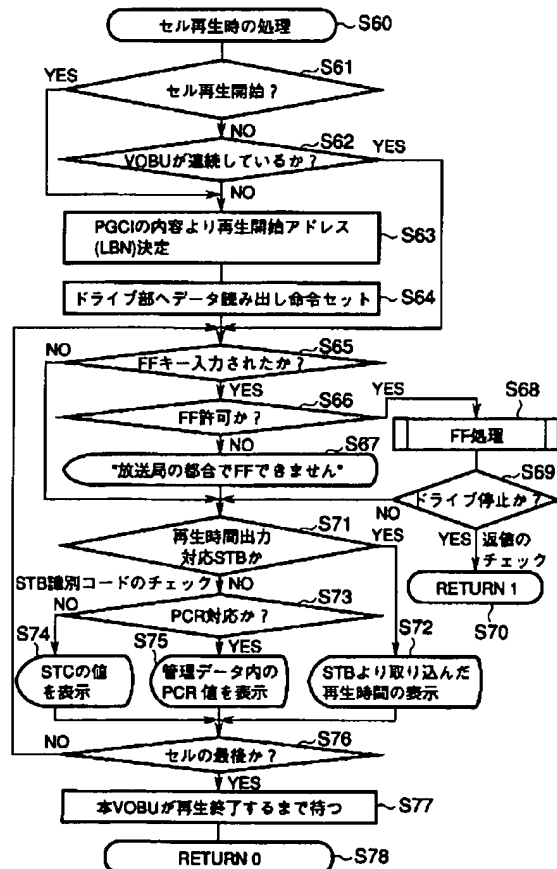 セル再生時の処理
S60
S61
YES
セル再生開始?
NO
S62
YES
VOBUが連続しているか?
NO
PGCIの内容より再生開始アドレス
(LBN)決定
S63
ドライブ部へデータ読み出し命令セット
S64
NO
S65
FFキー入力されたか?
YES
S66
YES
FF許可か?
S68
FF処理
NO
S67
"放送局の都合でFFできません"
S69
ドライブ停止か?
NO
YES
返値の
チェック
RETURN 1
S70
S71
再生時間出力
対応STBか
YES
STB識別コードのチェック
NO
S73
NO
PCR対応か?
S74
S75
YES
S72
STCの値
を表示
管理データ内の
PCR 値を表示
STBより取り込んだ
再生時間の表示
NO
S76
セルの最後か?
YES
本VOBUが再生終了するまで待つ
S77
RETURN 0
S78